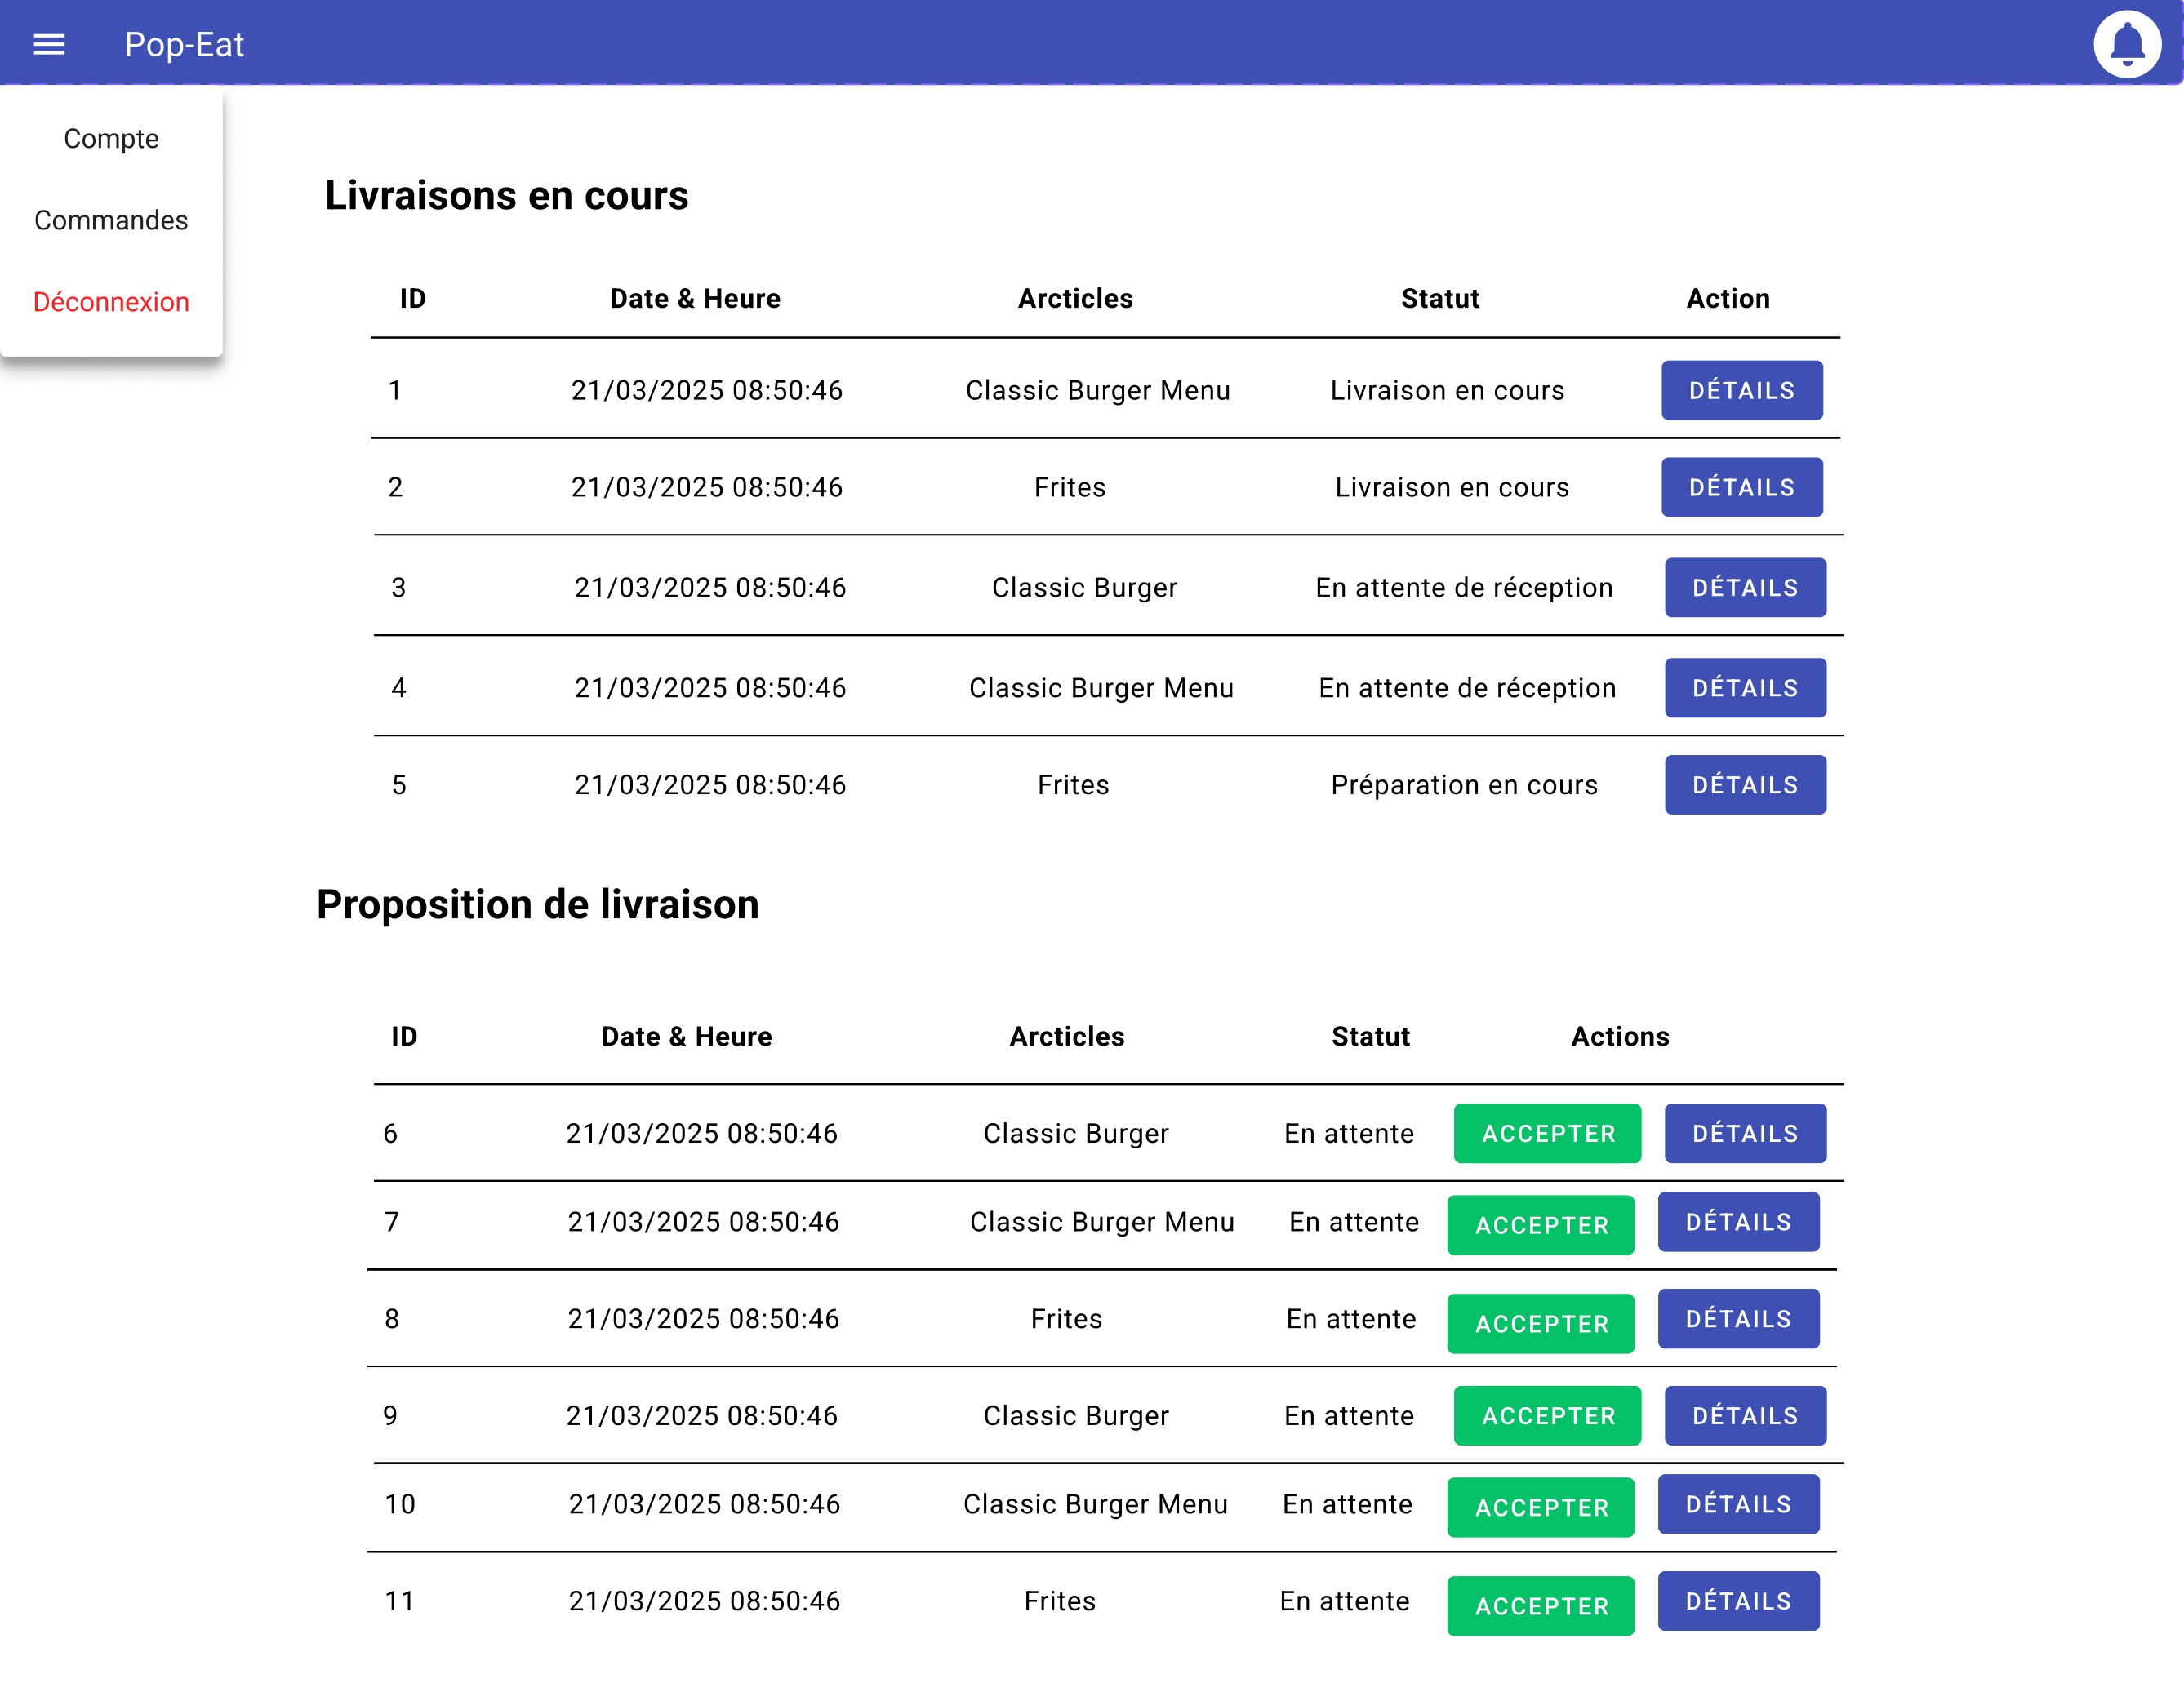 Pop-Eat
Compte
Commandes
Déconnexion
Livraisons en cours
ID Date & Heure Arcticles Statut Action
1 21/03/2025 08:50:46 Classic Burger Menu Livraison en cours DÉTAILS
2 21/03/2025 08:50:46 Frites Livraison en cours DÉTAILS
3 21/03/2025 08:50:46 Classic Burger En attente de réception DÉTAILS
4 21/03/2025 08:50:46 Classic Burger Menu En attente de réception DÉTAILS
5 21/03/2025 08:50:46 Frites Préparation en cours DÉTAILS
Proposition de livraison
ID Date & Heure Arcticles Statut Actions
6 21/03/2025 08:50:46 Classic Burger En attente ACCEPTER DÉTAILS
7 21/03/2025 08:50:46 Classic Burger Menu En attente ACCEPTER DÉTAILS
8 21/03/2025 08:50:46 Frites En attente ACCEPTER DÉTAILS
9 21/03/2025 08:50:46 Classic Burger En attente ACCEPTER DÉTAILS
10 21/03/2025 08:50:46 Classic Burger Menu En attente ACCEPTER DÉTAILS
11 21/03/2025 08:50:46 Frites En attente ACCEPTER DÉTAILS